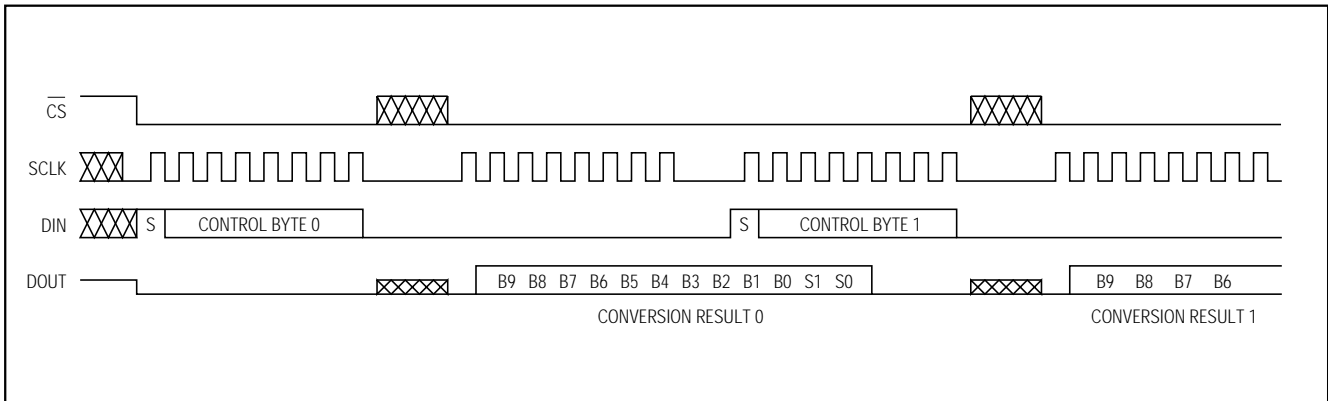 CS
SCLK
DIN S CONTROL BYTE 0 S CONTROL BYTE 1
DOUT B9 B8 B7 B6 B5 B4 B3 B2 B1 B0 S1 S0 B9 B8 B7 B6
CONVERSION RESULT 0 CONVERSION RESULT 1